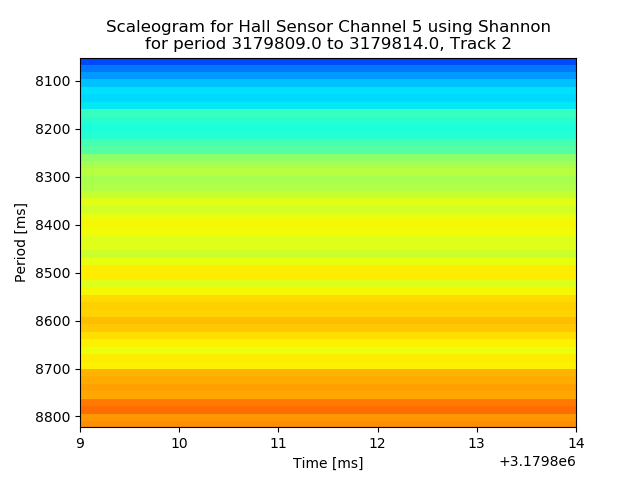 Scaleogram for Hall Sensor Channel 5 using Shannon
for period 3179809.0 to 3179814.0, Track 2
Period [ms]
8100
8200
8300
8400
8500
8600
8700
8800
9 10 11 12 13 14
Time [ms]
+3.1798e6